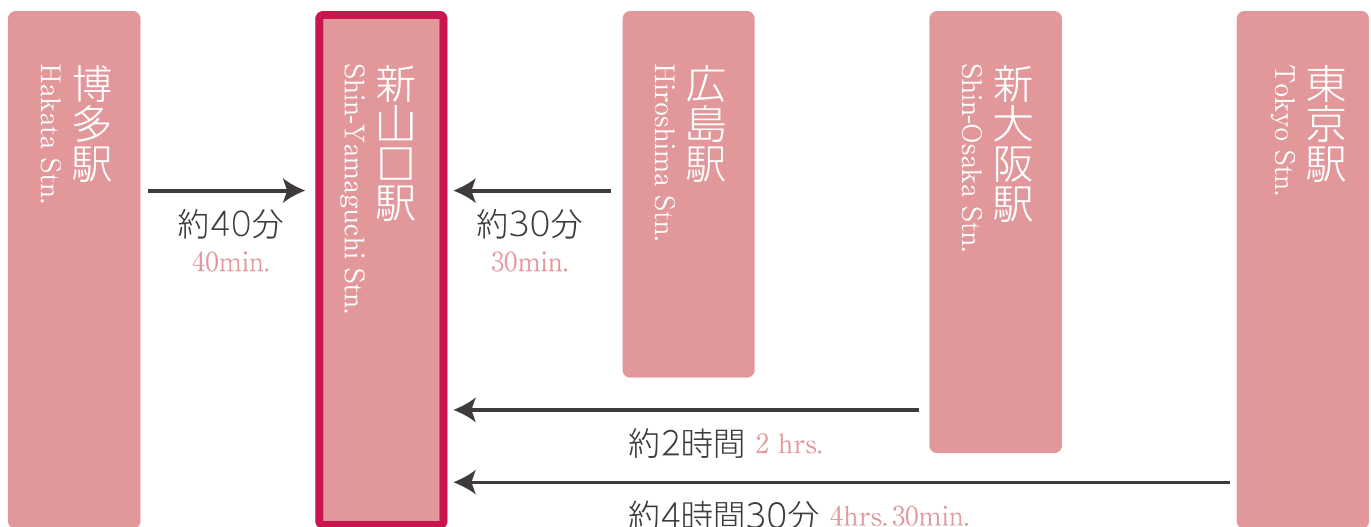 博多駅
Hakata Stn.
約40分
40min.
新山口駅
Shin-Yamaguchi Stn.
約30分
30min.
広島駅
Hiroshima Stn.
新大阪駅
Shin-Osaka Stn.
東京駅
Tokyo Stn.
約2時間 2 hrs.
約4時間30分 4hrs. 30min.